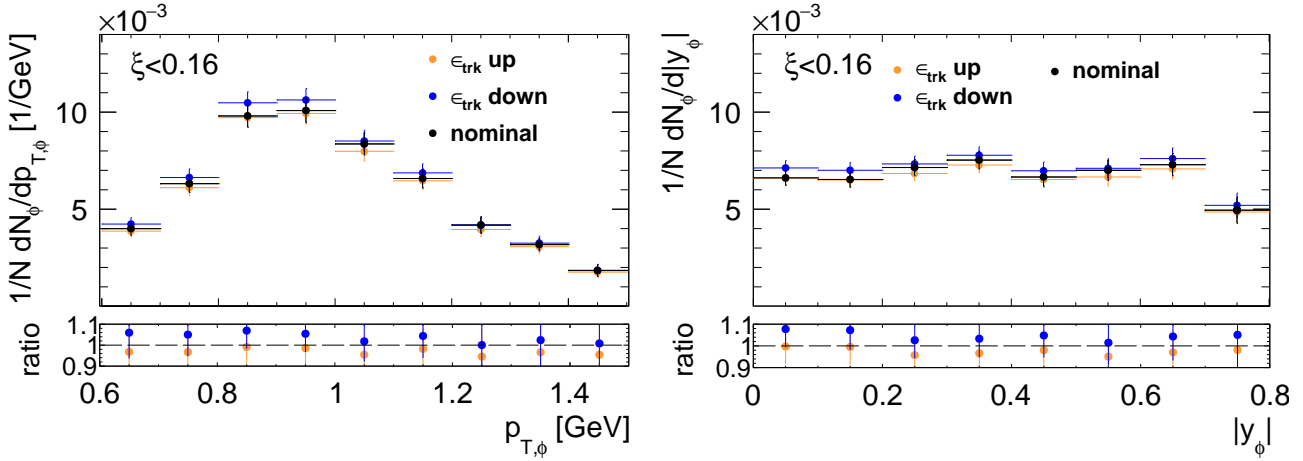 ×10⁻³
ξ<0.16
ϵtrk up
ϵtrk down
nominal
1/N dNϕ/dpT,ϕ [1/GeV]
10
5
ratio
1.1
1
0.9
0.6 0.8 1 1.2 1.4
pT,ϕ [GeV]
×10⁻³
ξ<0.16
ϵtrk up
nominal
ϵtrk down
1/N dNϕ/d|yϕ|
10
5
ratio
1.1
1
0.9
0 0.2 0.4 0.6 0.8
|yϕ|